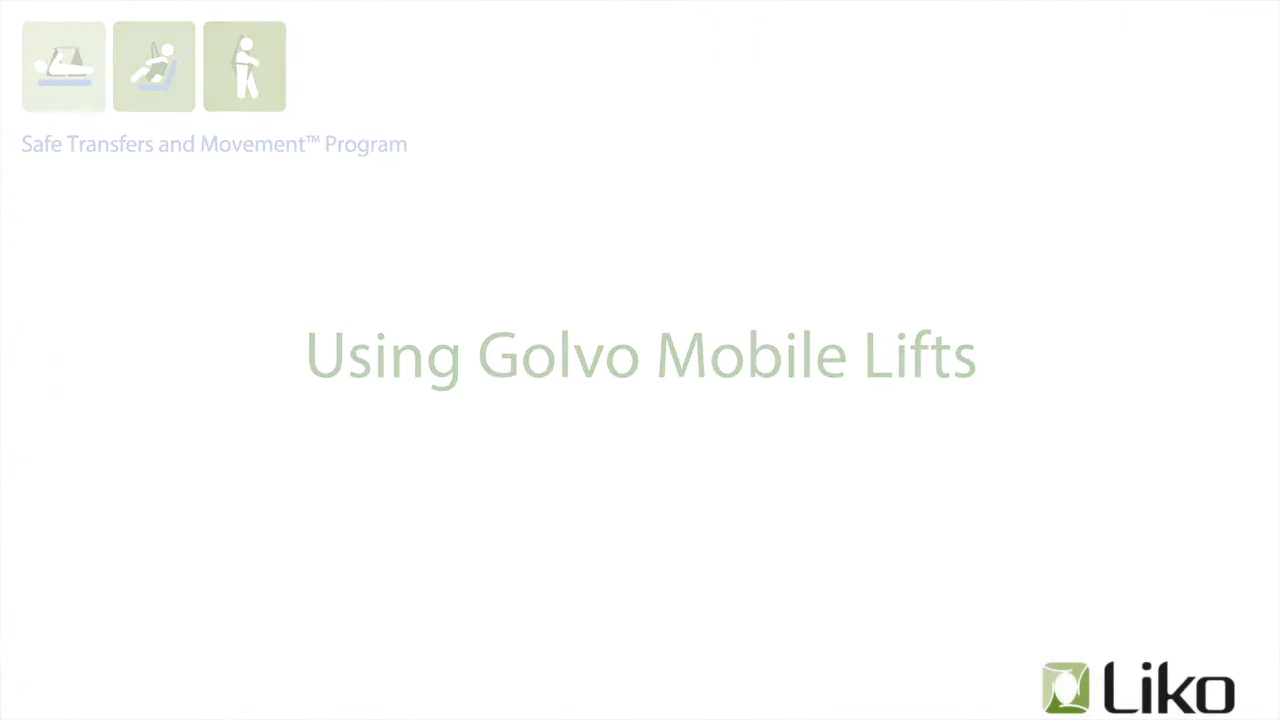 Safe Transfers and Movement™ Program
Using Golvo Mobile Lifts
Liko